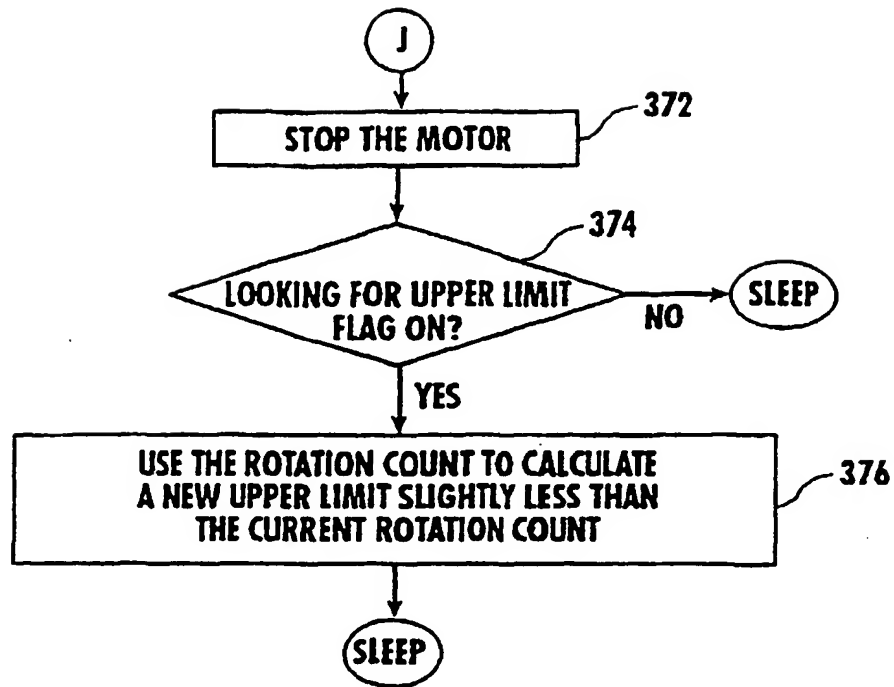 J
372
STOP THE MOTOR
374
LOOKING FOR UPPER LIMIT
FLAG ON?
NO
SLEEP
YES
USE THE ROTATION COUNT TO CALCULATE
A NEW UPPER LIMIT SLIGHTLY LESS THAN
THE CURRENT ROTATION COUNT
376
SLEEP